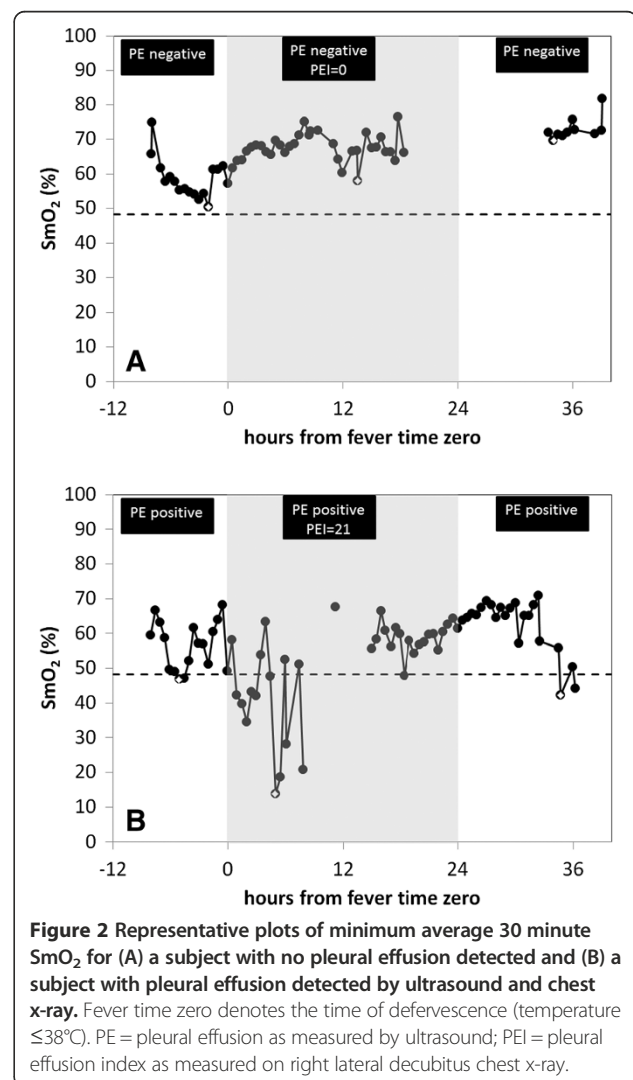 100
90
80
70
60
50
40
30
20
10
0
SmO2 (%)
PE negative
PE negative
PEI=0
PE negative
A
-12 0 12 24 36
hours from fever time zero
100
90
80
70
60
50
40
30
20
10
0
SmO2 (%)
PE positive
PE positive
PEI=21
PE positive
B
-12 0 12 24 36
hours from fever time zero
Figure 2 Representative plots of minimum average 30 minute
SmO2 for (A) a subject with no pleural effusion detected and (B) a
subject with pleural effusion detected by ultrasound and chest
x-ray. Fever time zero denotes the time of defervescence (temperature
≤38°C). PE = pleural effusion as measured by ultrasound; PEI = pleural
effusion index as measured on right lateral decubitus chest x-ray.